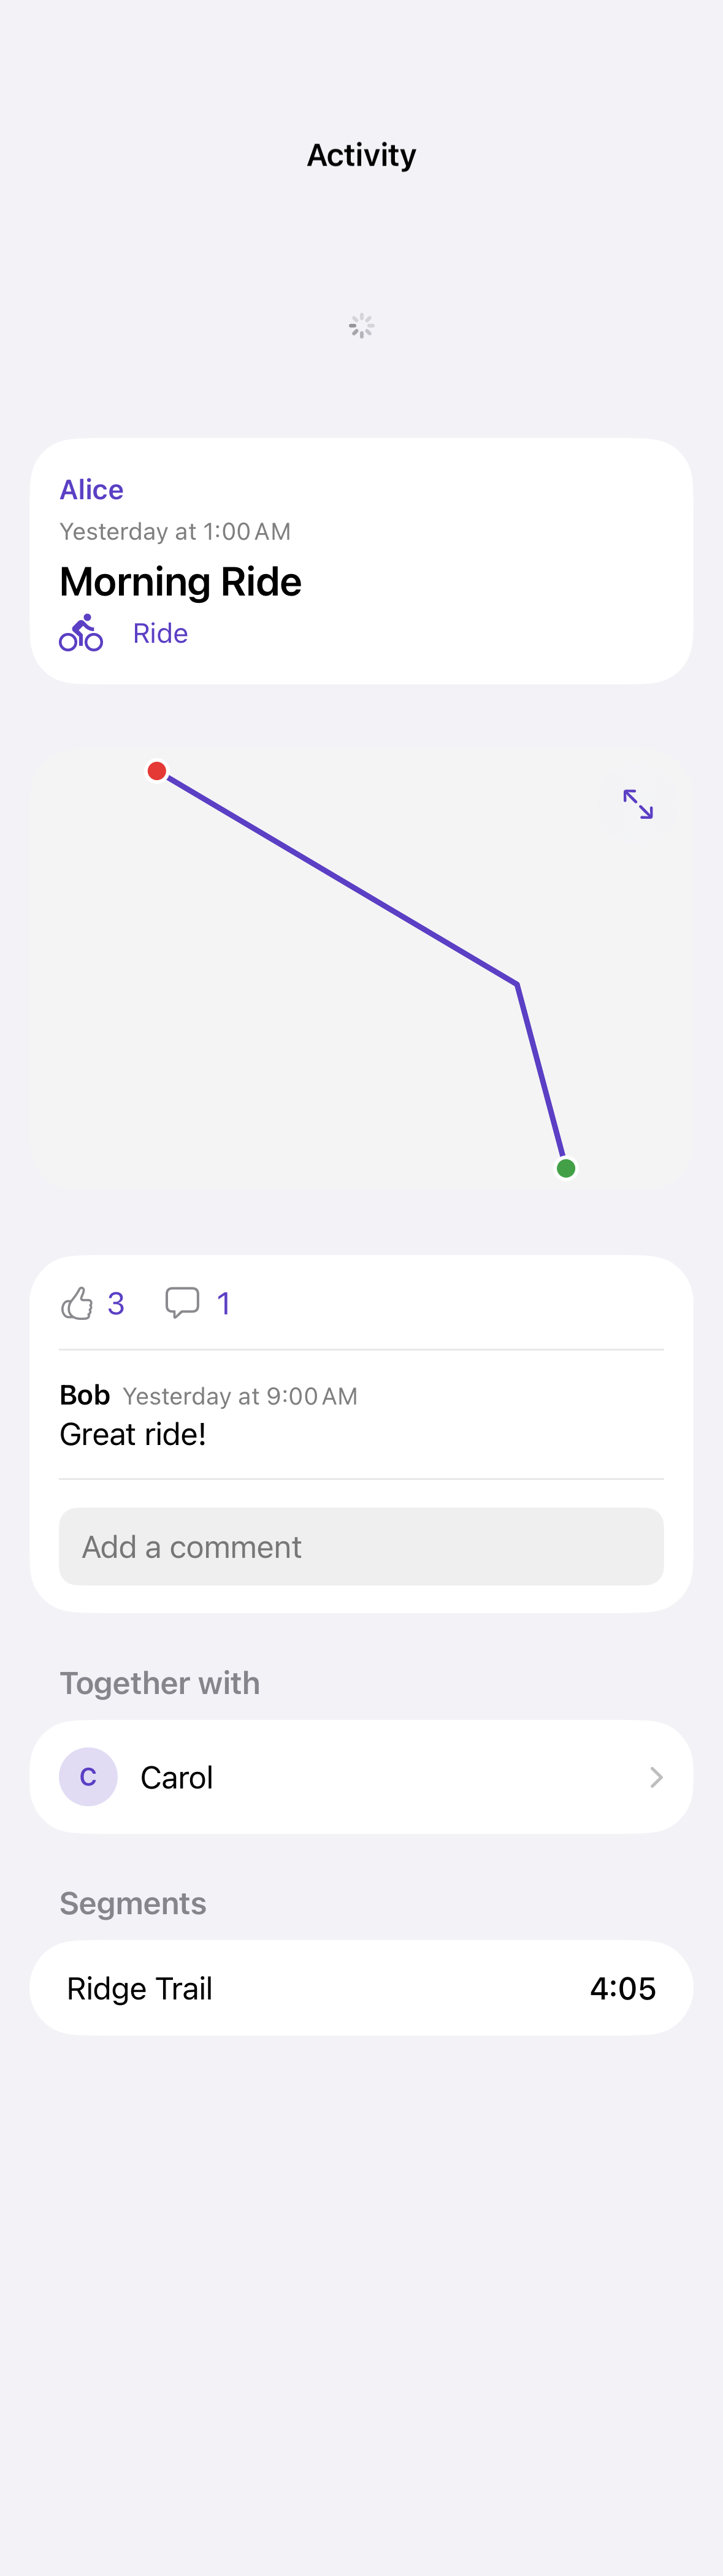 Activity
Alice
Yesterday at 1:00 AM
Morning Ride
Ride
3 1
Bob Yesterday at 9:00 AM
Great ride!
Add a comment
Together with
C Carol
Segments
Ridge Trail 4:05